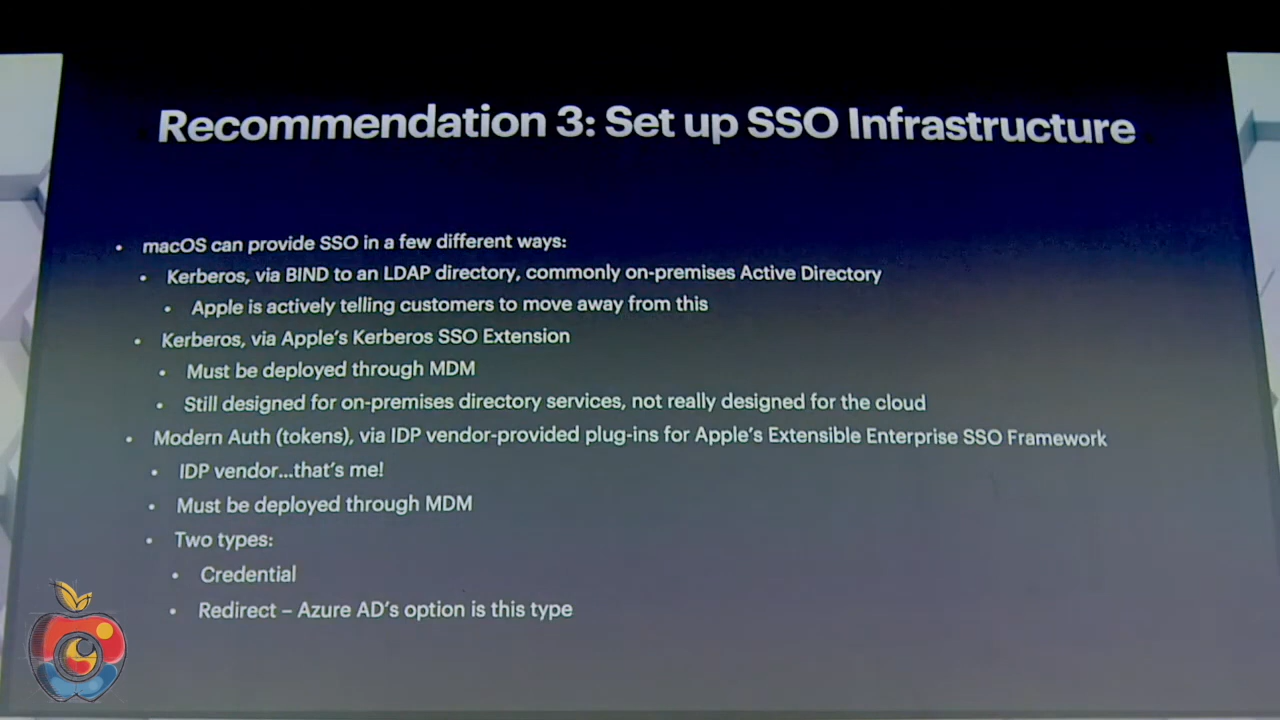 Recommendation 3: Set up SSO Infrastructure
• macOS can provide SSO in a few different ways:
• Kerberos, via BIND to an LDAP directory, commonly on-premises Active Directory
• Apple is actively telling customers to move away from this
• Kerberos, via Apple's Kerberos SSO Extension
• Must be deployed through MDM
• Still designed for on-premises directory services, not really designed for the cloud
• Modern Auth (tokens), via IDP vendor-provided plug-ins for Apple's Extensible Enterprise SSO Framework
• IDP vendor...that's me!
• Must be deployed through MDM
• Two types:
• Credential
• Redirect – Azure AD's option is this type